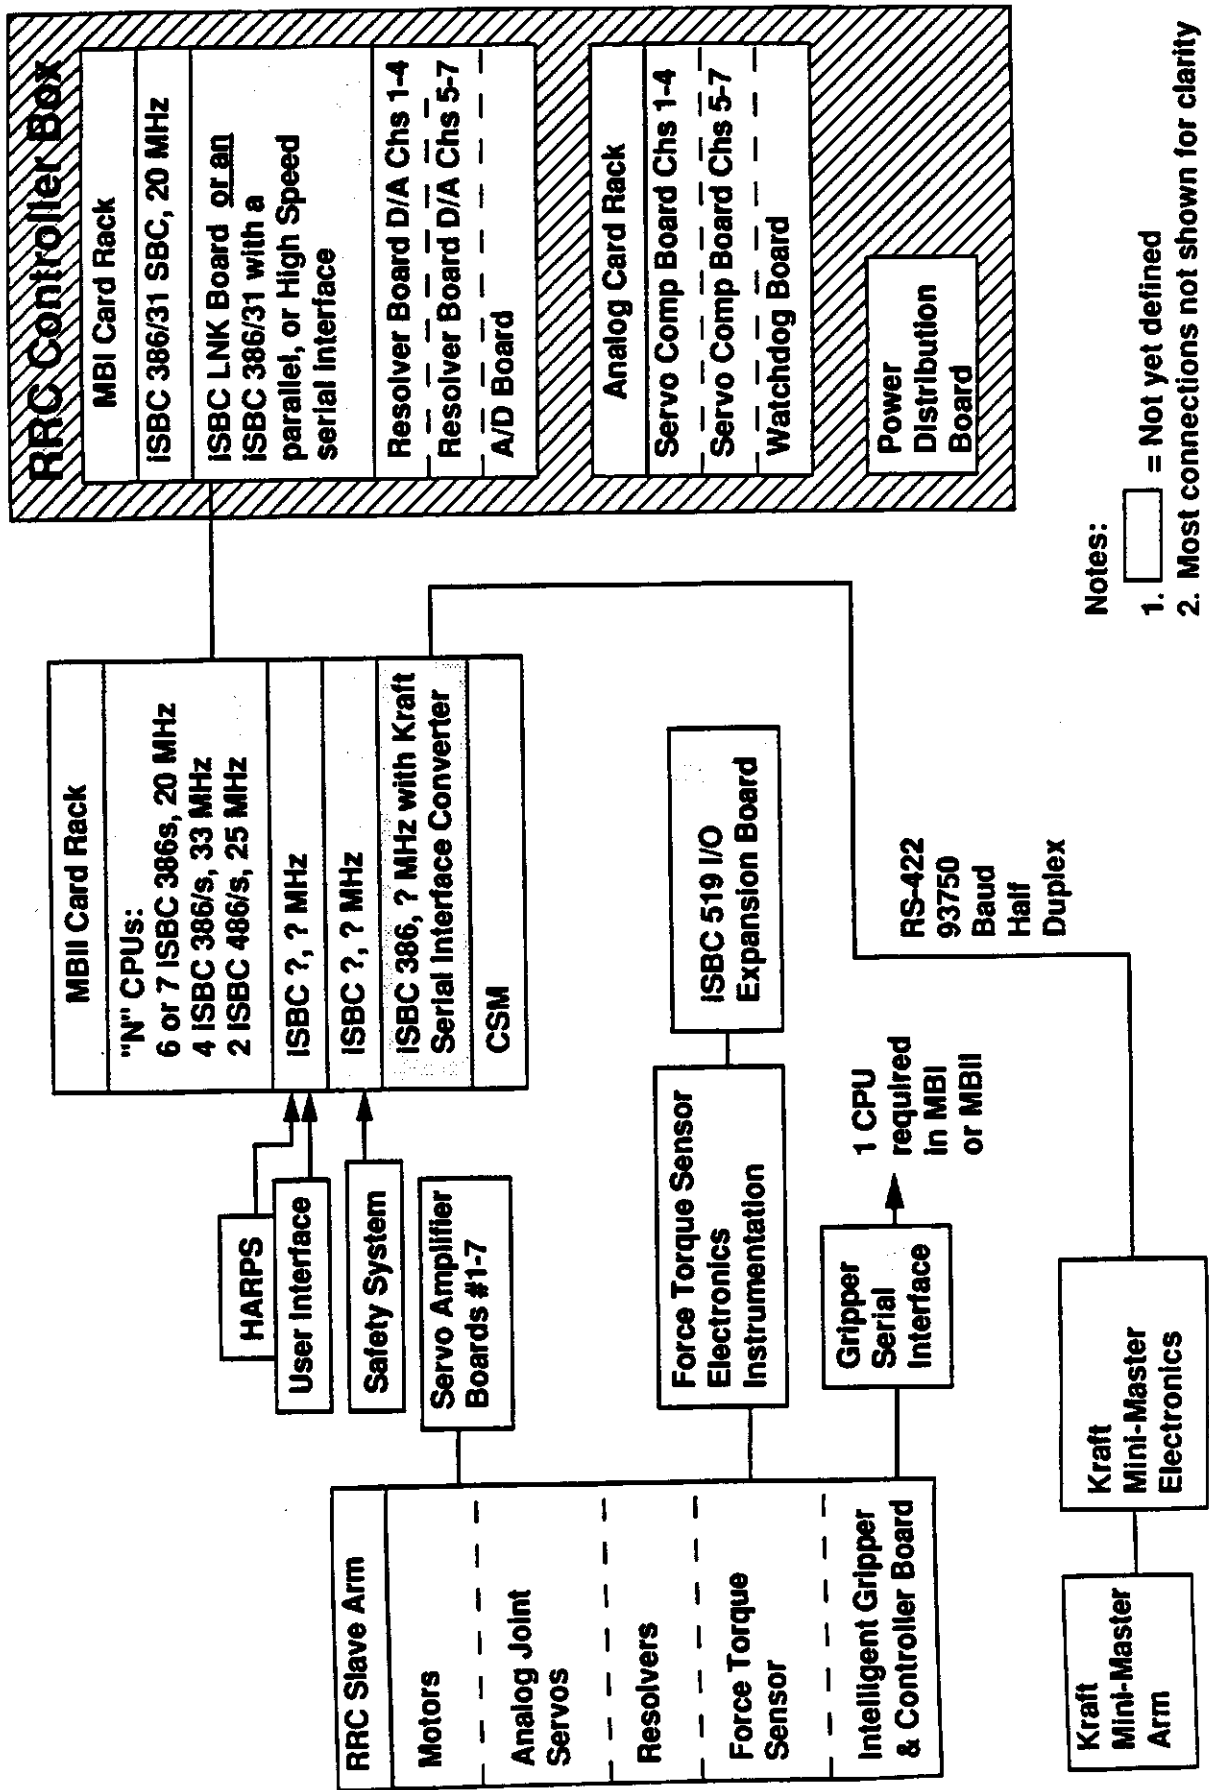 RRC Slave Arm
Motors
Analog Joint
Servos
Resolvers
Force Torque
Sensor
Intelligent Gripper
& Controller Board
Kraft
Mini-Master
Arm
HARPS
User Interface
Safety System
Servo Amplifier
Boards #1-7
Force Torque Sensor
Electronics
Instrumentation
Gripper
Serial
Interface
Kraft
Mini-Master
Electronics
MBII Card Rack
"N" CPUs:
6 or 7 ISBC 386s, 20 MHz
4 ISBC 386/s, 33 MHz
2 ISBC 486/s, 25 MHz
ISBC ?, ? MHz
ISBC ?, ? MHz
ISBC 386, ? MHz with Kraft
Serial Interface Converter
CSM
ISBC 519 I/O
Expansion Board
1 CPU
required
in MBI
or MBII
RS-422
93750
Baud
Half
Duplex
RRC Controller Box
MBI Card Rack
ISBC 386/31 SBC, 20 MHz
ISBC LNK Board or an
ISBC 386/31 with a
parallel, or High Speed
serial interface
Resolver Board D/A Chs 1-4
Resolver Board D/A Chs 5-7
A/D Board
Analog Card Rack
Servo Comp Board Chs 1-4
Servo Comp Board Chs 5-7
Watchdog Board
Power
Distribution
Board
Notes:
1. = Not yet defined
2. Most connections not shown for clarity